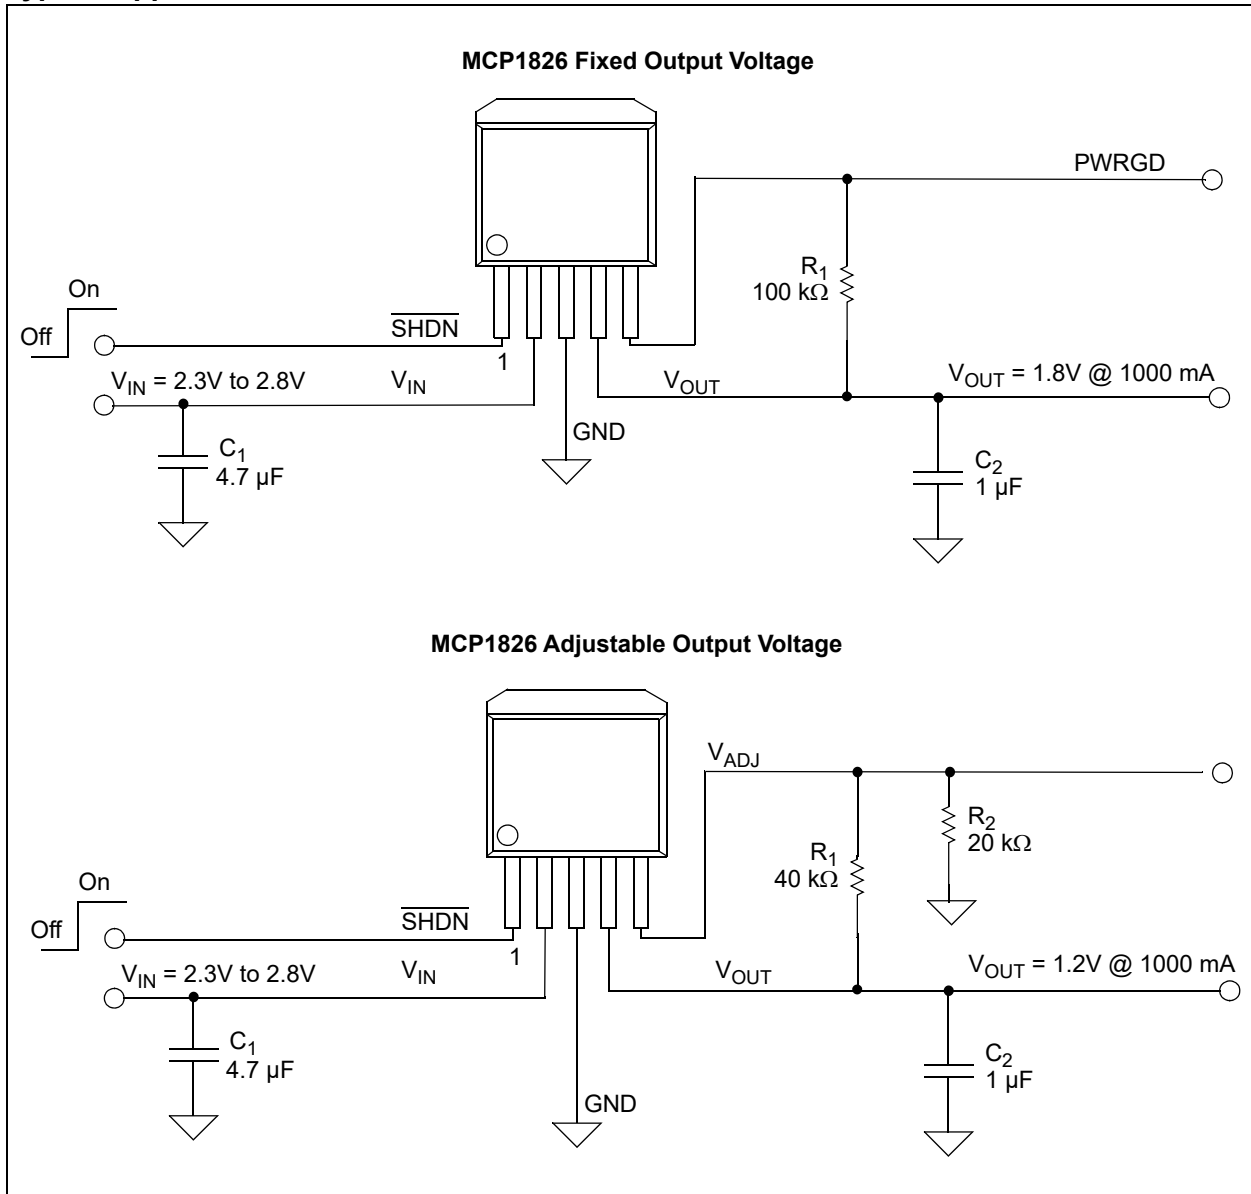 MCP1826 Fixed Output Voltage
PWRGD
R1
100 kΩ
On
Off
SHDN
1
VIN = 2.3V to 2.8V
VIN
VOUT
VOUT = 1.8V @ 1000 mA
GND
C1
4.7 µF
C2
1 µF
MCP1826 Adjustable Output Voltage
VADJ
R2
20 kΩ
R1
40 kΩ
On
Off
SHDN
1
VIN = 2.3V to 2.8V
VIN
VOUT
VOUT = 1.2V @ 1000 mA
C1
4.7 µF
C2
1 µF
GND